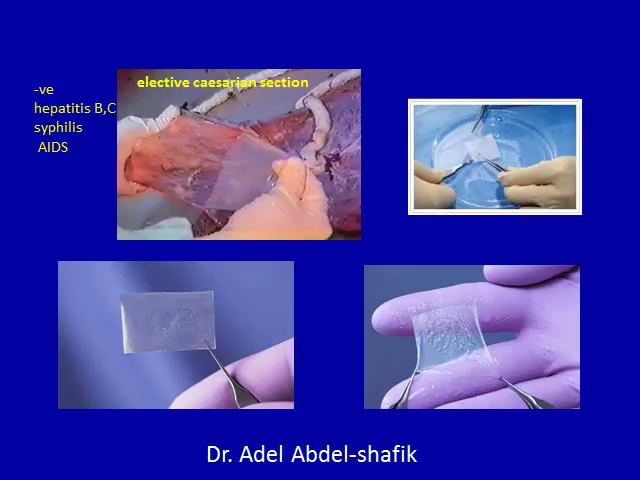 elective caesarian section
-ve
hepatitis B,C
syphilis
AIDS
Dr. Adel Abdel-shafik